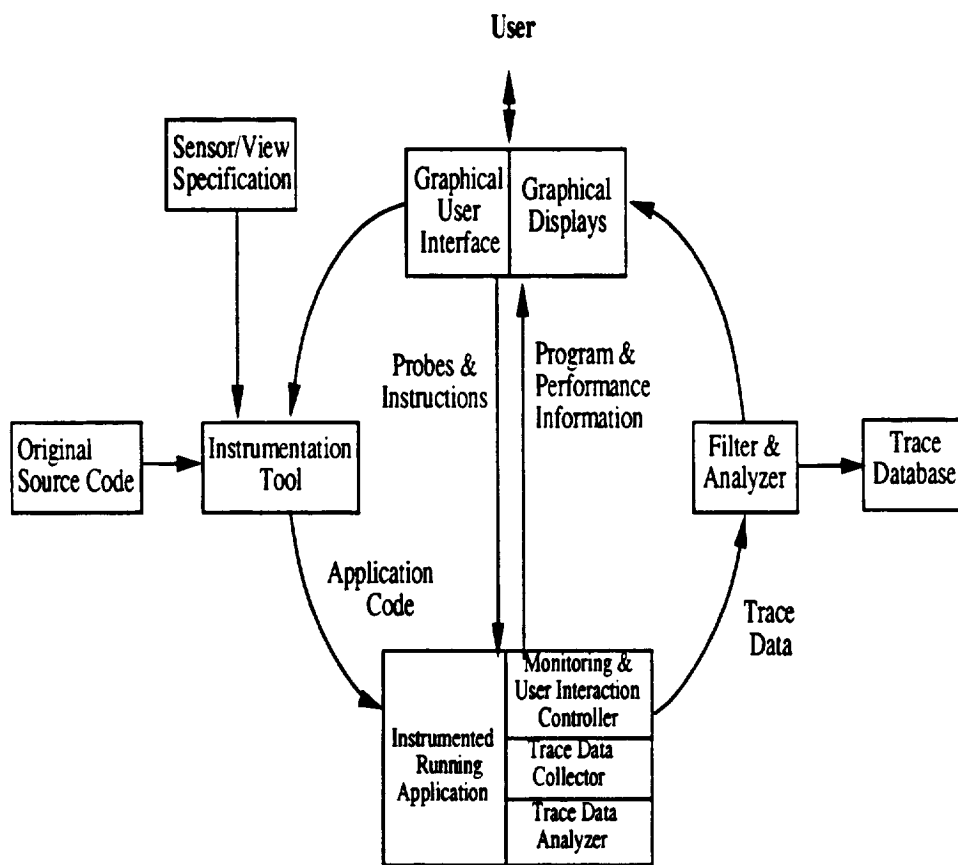 User
Sensor/View
Specification
Graphical
User
Interface
Graphical
Displays
Probes &
Instructions
Program &
Performance
Information
Original
Source Code
Instrumentation
Tool
Filter &
Analyzer
Trace
Database
Application
Code
Trace
Data
Instrumented
Running
Application
Monitoring &
User Interaction
Controller
Trace Data
Collector
Trace Data
Analyzer